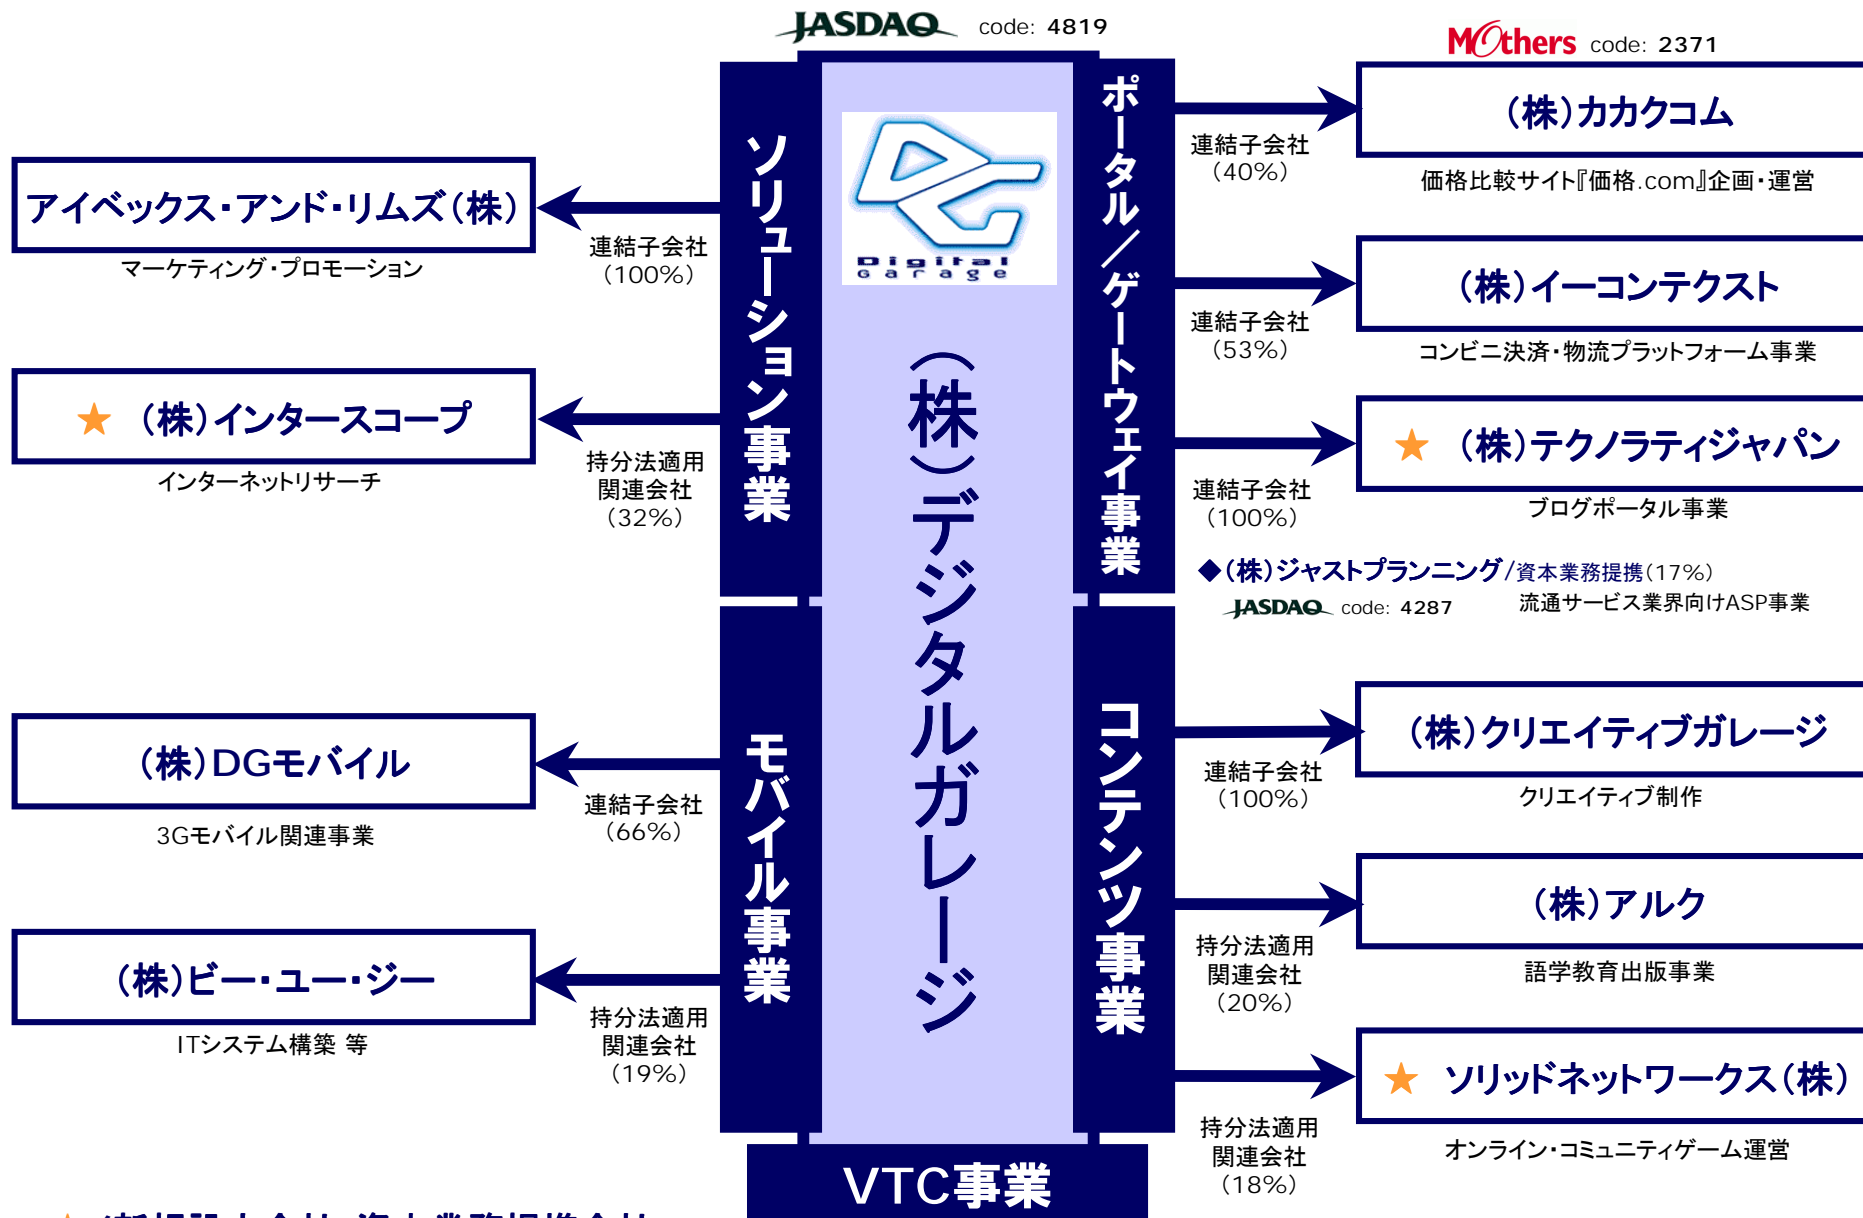 JASDAQ code: 4819
Mothers code: 2371
ソリューション事業
アイベックス・アンド・リムズ（株）
マーケティング・プロモーション
連結子会社
（100％）
★ （株）インタースコープ
インターネットリサーチ
持分法適用
関連会社
（32％）
モバイル事業
（株）DGモバイル
3Gモバイル関連事業
連結子会社
（66％）
（株）ビー・ユー・ジー
ITシステム構築 等
持分法適用
関連会社
（19％）
Digital
Garage
（株）デジタルガレージ
ポータル／ゲートウェイ事業
（株）カカクコム
連結子会社
（40％）
価格比較サイト『価格.com』企画・運営
（株）イーコンテクスト
連結子会社
（53％）
コンビニ決済・物流プラットフォーム事業
★ （株）テクノラティジャパン
連結子会社
（100％）
ブログポータル事業
◆（株）ジャストプランニング/資本業務提携（17％）
JASDAQ code: 4287 流通サービス業界向けASP事業
コンテンツ事業
（株）クリエイティブガレージ
連結子会社
（100％）
クリエイティブ制作
（株）アルク
持分法適用
関連会社
（20％）
語学教育出版事業
★ ソリッドネットワークス（株）
持分法適用
関連会社
（18％）
オンライン・コミュニティゲーム運営
VTC事業